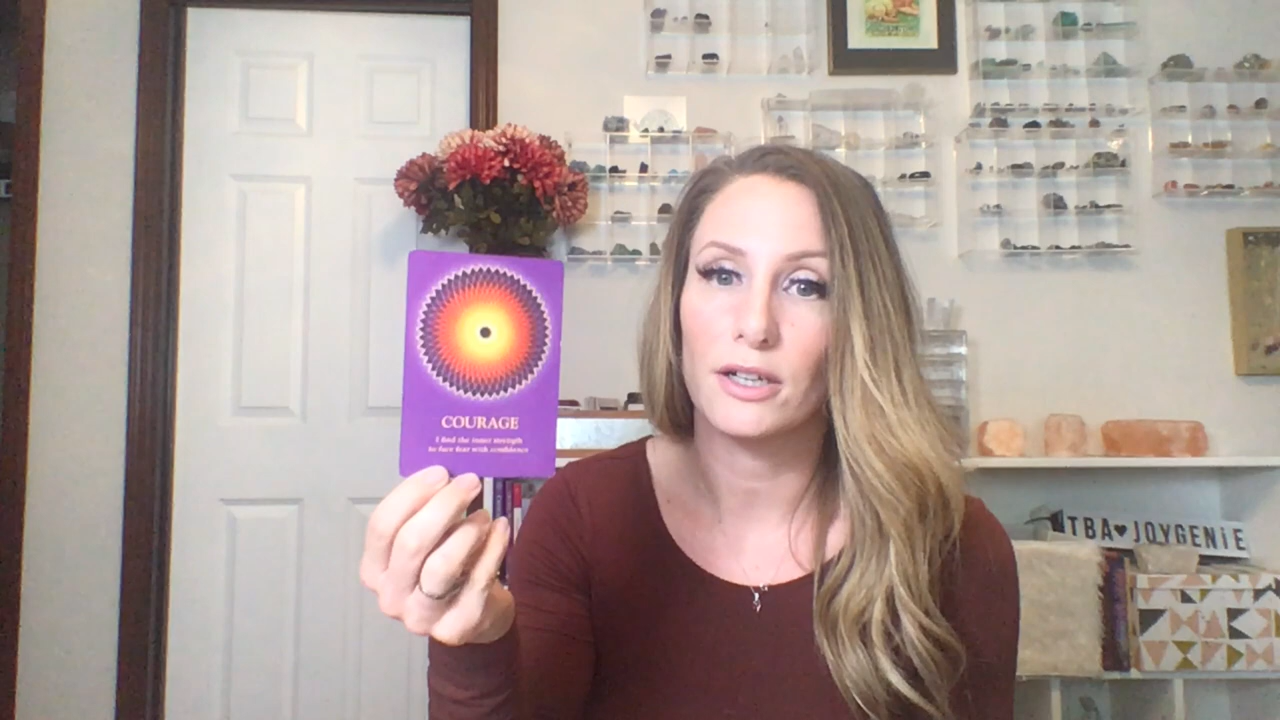 COURAGE
I find the inner strength
to face fear with confidence
TBA♥JOYGENiE